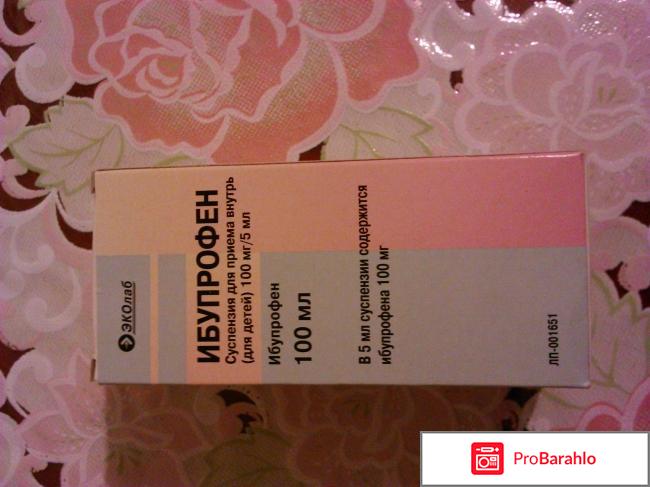 ЭКОлаб
ИБУПРОФЕН
Суспензия для приема внутрь
(для детей) 100 мг/5 мл
Ибупрофен
100 мл
В 5 мл суспензии содержится
ибупрофена 100 мг
ЛП-001651
ProBarahlo